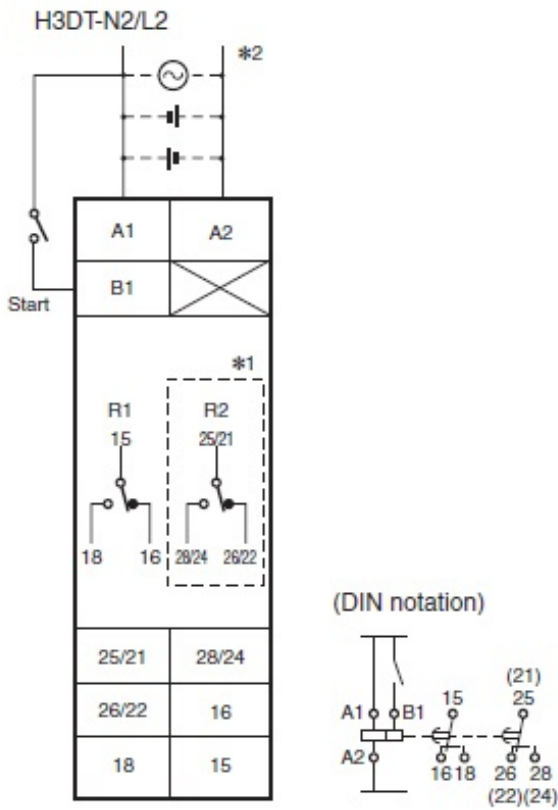 H3DT-N2/L2
*2
A1 A2
B1
Start
*1
R1 R2
15 25/21
18 16 28/24 26/22
25/21 28/24
26/22 16
18 15
(DIN notation)
(21)
15 25
A1 B1
A2
16 18 26 28
(22)(24)